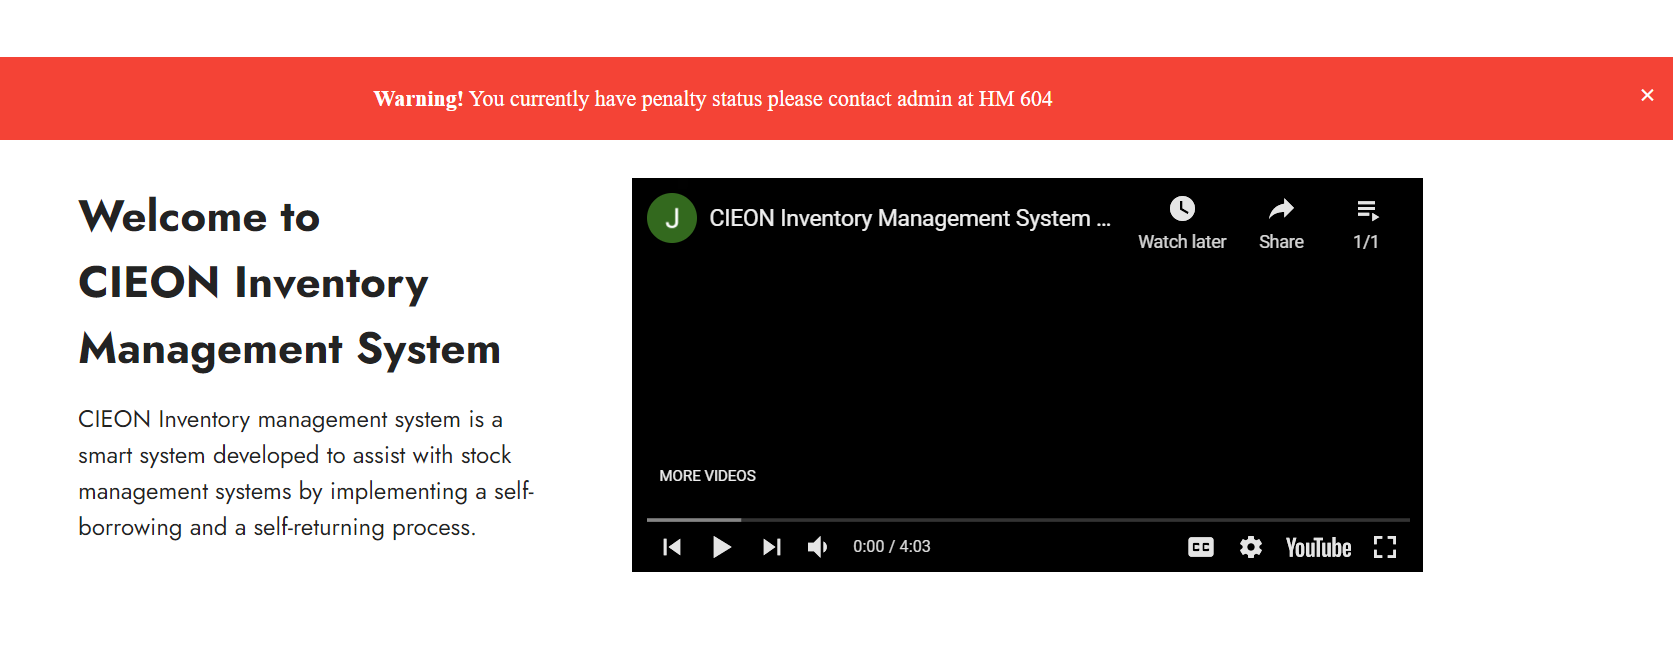 Warning! You currently have penalty status please contact admin at HM 604
×
Welcome to
CIEON Inventory
Management System
CIEON Inventory management system is a
smart system developed to assist with stock
management systems by implementing a self-
borrowing and a self-returning process.
J
CIEON Inventory Management System ...
Watch later
Share
1/1
MORE VIDEOS
0:00 / 4:03
CC
YouTube